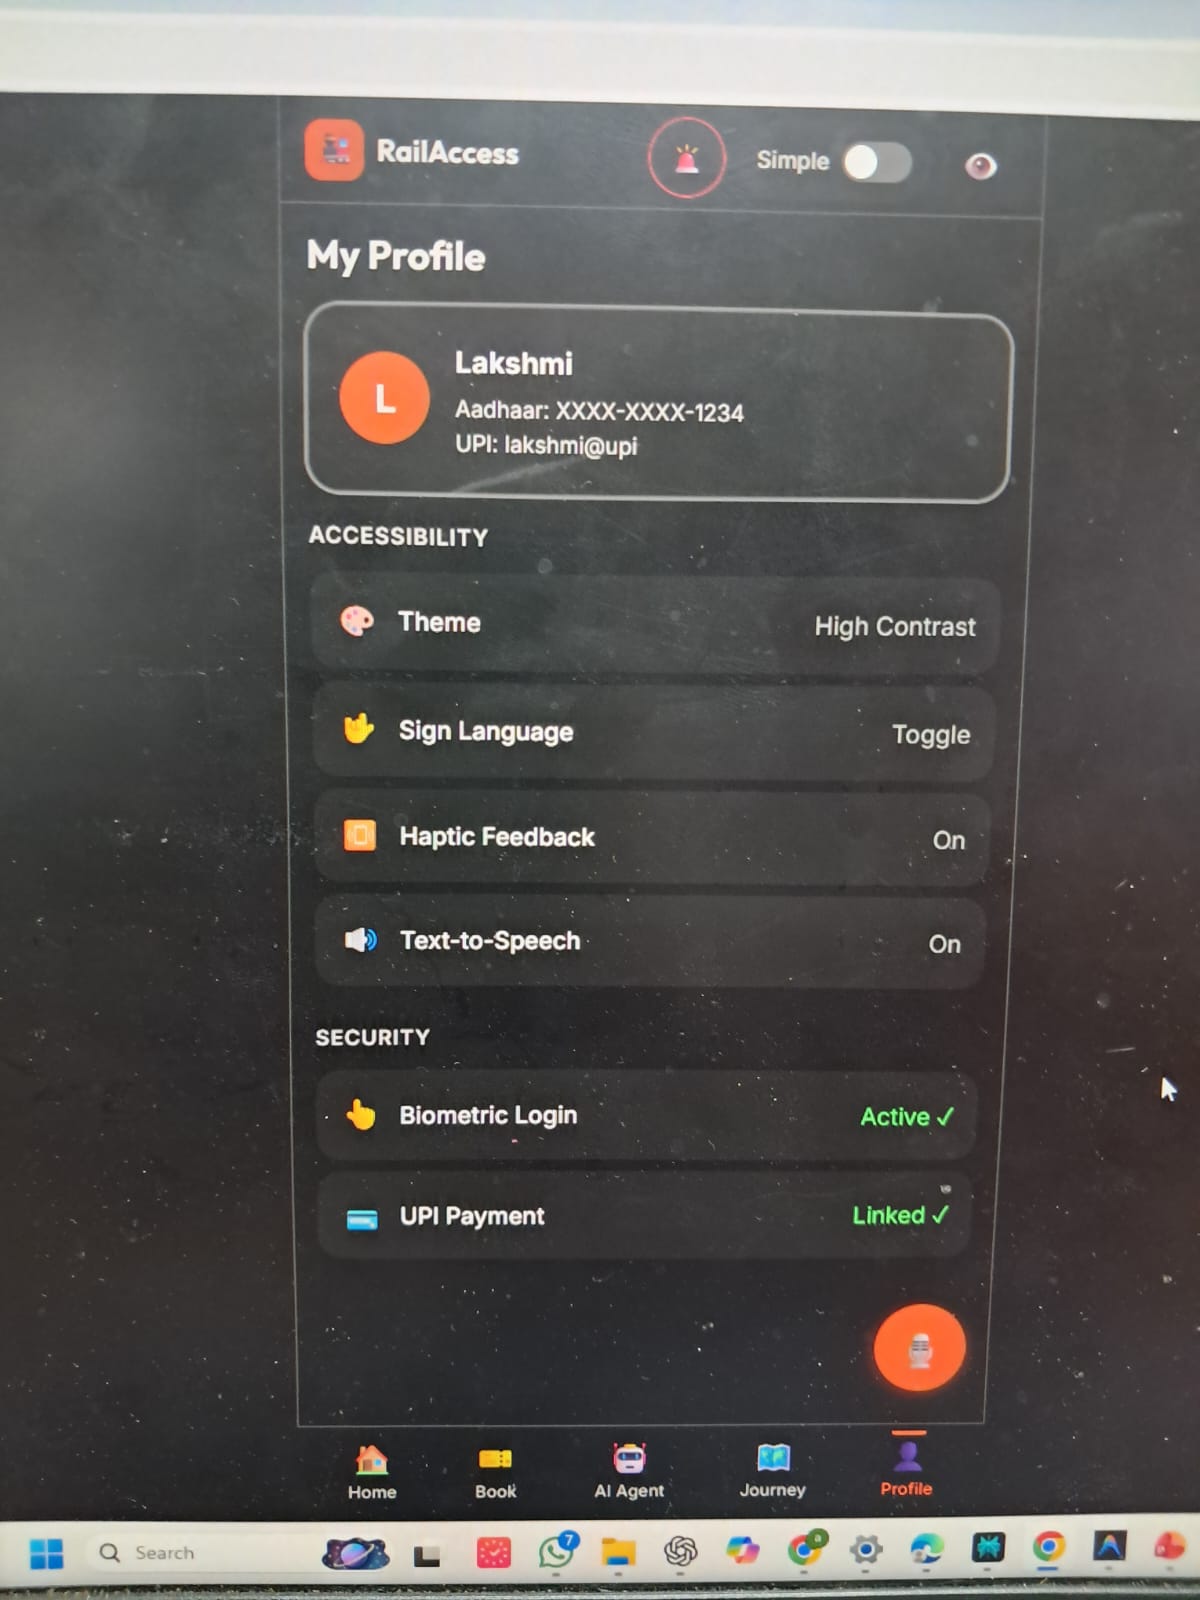 RailAccess
Simple
My Profile
L
Lakshmi
Aadhaar: XXXX-XXXX-1234
UPI: lakshmi@upi
ACCESSIBILITY
Theme High Contrast
Sign Language Toggle
Haptic Feedback On
Text-to-Speech On
SECURITY
Biometric Login Active ✓
UPI Payment Linked ✓
Home Book AI Agent Journey Profile
Search 7 a